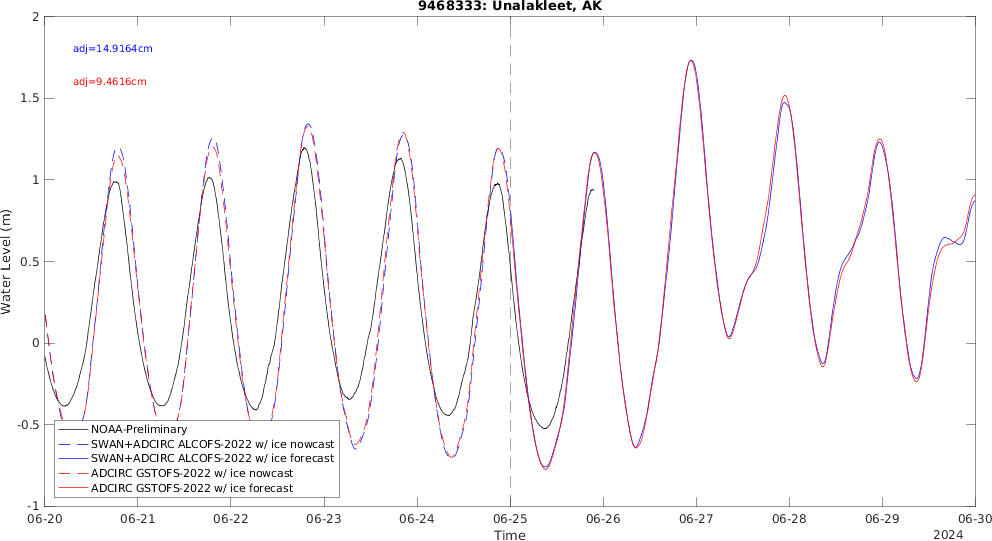 9468333: Unalakleet, AK
adj=14.9164cm
adj=9.4616cm
Water Level (m)
2
1.5
1
0.5
0
-0.5
-1
NOAA-Preliminary
SWAN+ADCIRC ALCOFS-2022 w/ ice nowcast
SWAN+ADCIRC ALCOFS-2022 w/ ice forecast
ADCIRC GSTOFS-2022 w/ ice nowcast
ADCIRC GSTOFS-2022 w/ ice forecast
06-20 06-21 06-22 06-23 06-24 06-25 06-26 06-27 06-28 06-29 06-30
Time
2024